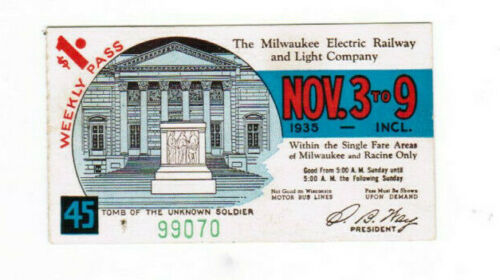 $1.
WEEKLY PASS
The Milwaukee Electric Railway
and Light Company
NOV. 3 TO 9
1935 — INCL.
Within the Single Fare Areas
of Milwaukee and Racine Only
Good From 5:00 A.M. Sunday until
5:00 A.M. the Following Sunday
Not Good on Wisconsin
MOTOR BUS LINES
Pass Must Be Shown
UPON DEMAND
S. B. Way
PRESIDENT
45
TOMB OF THE UNKNOWN SOLDIER
99070